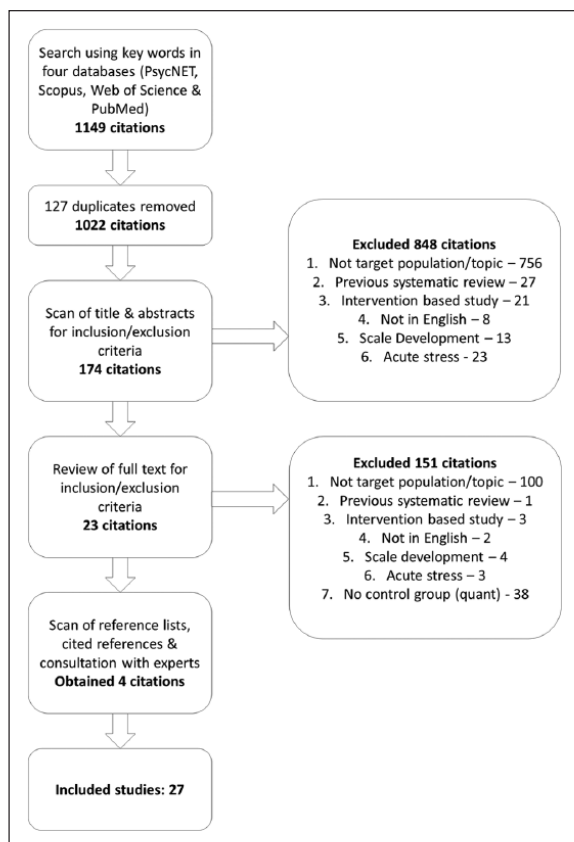 Search using key words in
four databases (PsycNET,
Scopus, Web of Science &
PubMed)
1149 citations
127 duplicates removed
1022 citations
Scan of title & abstracts
for inclusion/exclusion
criteria
174 citations
Excluded 848 citations
1. Not target population/topic – 756
2. Previous systematic review – 27
3. Intervention based study – 21
4. Not in English – 8
5. Scale Development – 13
6. Acute stress - 23
Review of full text for
inclusion/exclusion
criteria
23 citations
Excluded 151 citations
1. Not target population/topic – 100
2. Previous systematic review – 1
3. Intervention based study – 3
4. Not in English – 2
5. Scale development – 4
6. Acute stress – 3
7. No control group (quant) - 38
Scan of reference lists,
cited references &
consultation with experts
Obtained 4 citations
Included studies: 27